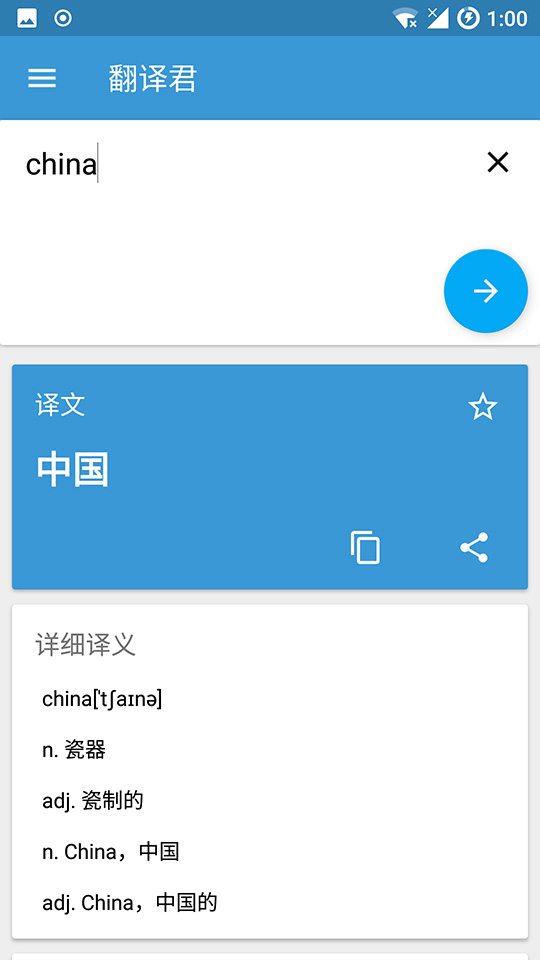 1:00
翻译君
china
译文
中国
详细译义
china['tʃaɪnə]
n. 瓷器
adj. 瓷制的
n. China，中国
adj. China，中国的